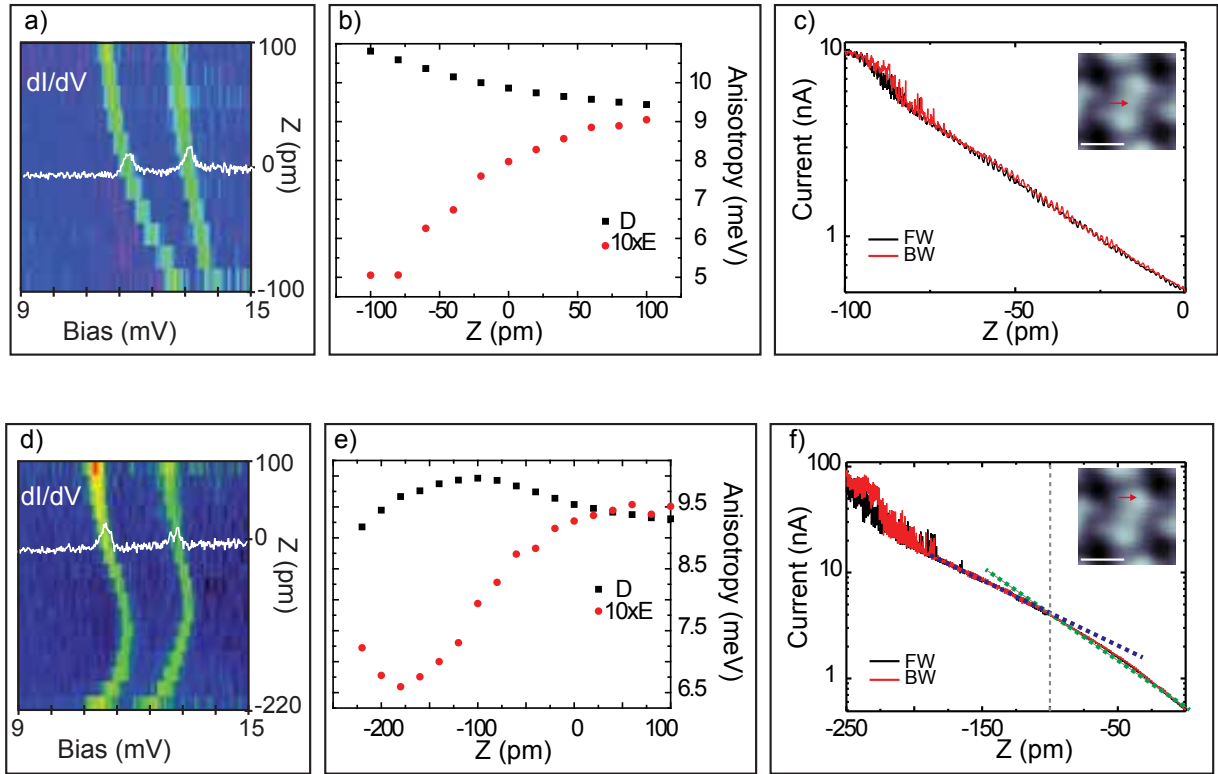 a)
dI/dV
100
0
-100
Z (pm)
9
15
Bias (mV)
b)
10
9
8
7
6
5
Anisotropy (meV)
D
10xE
-100
-50
0
50
100
Z (pm)
c)
10
1
Current (nA)
FW
BW
-100
-50
0
Z (pm)
d)
dI/dV
100
0
-220
Z (pm)
9
15
Bias (mV)
e)
9.5
8.5
7.5
6.5
Anisotropy (meV)
D
10xE
-200
-100
0
100
Z (pm)
f)
100
10
1
Current (nA)
FW
BW
-250
-150
-50
Z (pm)